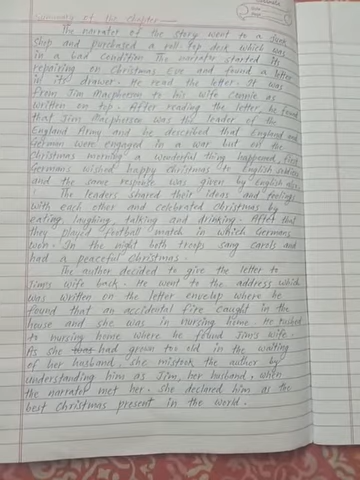 Summary of the chapter
The narrator of the story went to a junk
shop and purchased a roll top desk which was
in a bad condition. The narrator started its
repairing on Christmas Eve and found a letter
in its drawer. He read the letter. It was
from Jim Macpherson to his wife Connie as
written on top. After reading the letter, he found
that Jim Macpherson was the leader of the
England Army and he described that England and
German were engaged in a war but on the
Christmas morning a wonderful thing happened, first
Germans wished happy christmas to English soldiers
and the same response was given by english also
The leaders shared their ideas and feelings
with each other and celebrated christmas by
eating, laughing, talking and drinking. After that
they played football match in which Germans
won. In the night both troops sang carols and
had a peaceful christmas.
The author decided to give the letter to
Jim's wife back. He went to the address which
was written on the letter envelop where he
found that an accidental fire caught in the
house and she was in nursing home. He rushed
to nursing home where he found Jim's wife.
As she had grown too old in the waiting
of her husband, she mistook the author by
understanding him as Jim, her husband, when
the narrator met her. she declared him as the
best Christmas present in the world.